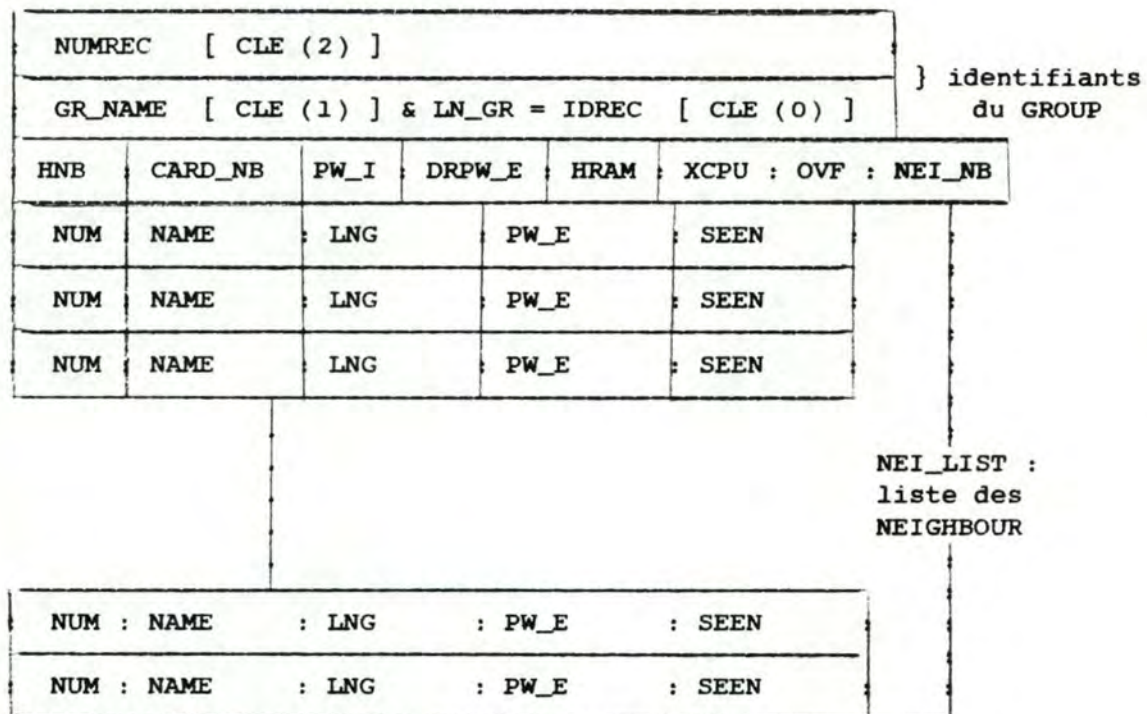 NUMREC [ CLE (2) ]
} identifiants
du GROUP
GR_NAME [ CLE (1) ] & LN_GR = IDREC [ CLE (0) ]
HNB CARD_NB PW_I : DRPW_E HRAM : XCPU : OVF : NEI_NB
NUM NAME : LNG : PW_E : SEEN
NUM NAME : LNG : PW_E : SEEN
NUM NAME : LNG : PW_E : SEEN
NEI_LIST :
liste des
NEIGHBOUR
NUM : NAME : LNG : PW_E : SEEN
NUM : NAME : LNG : PW_E : SEEN